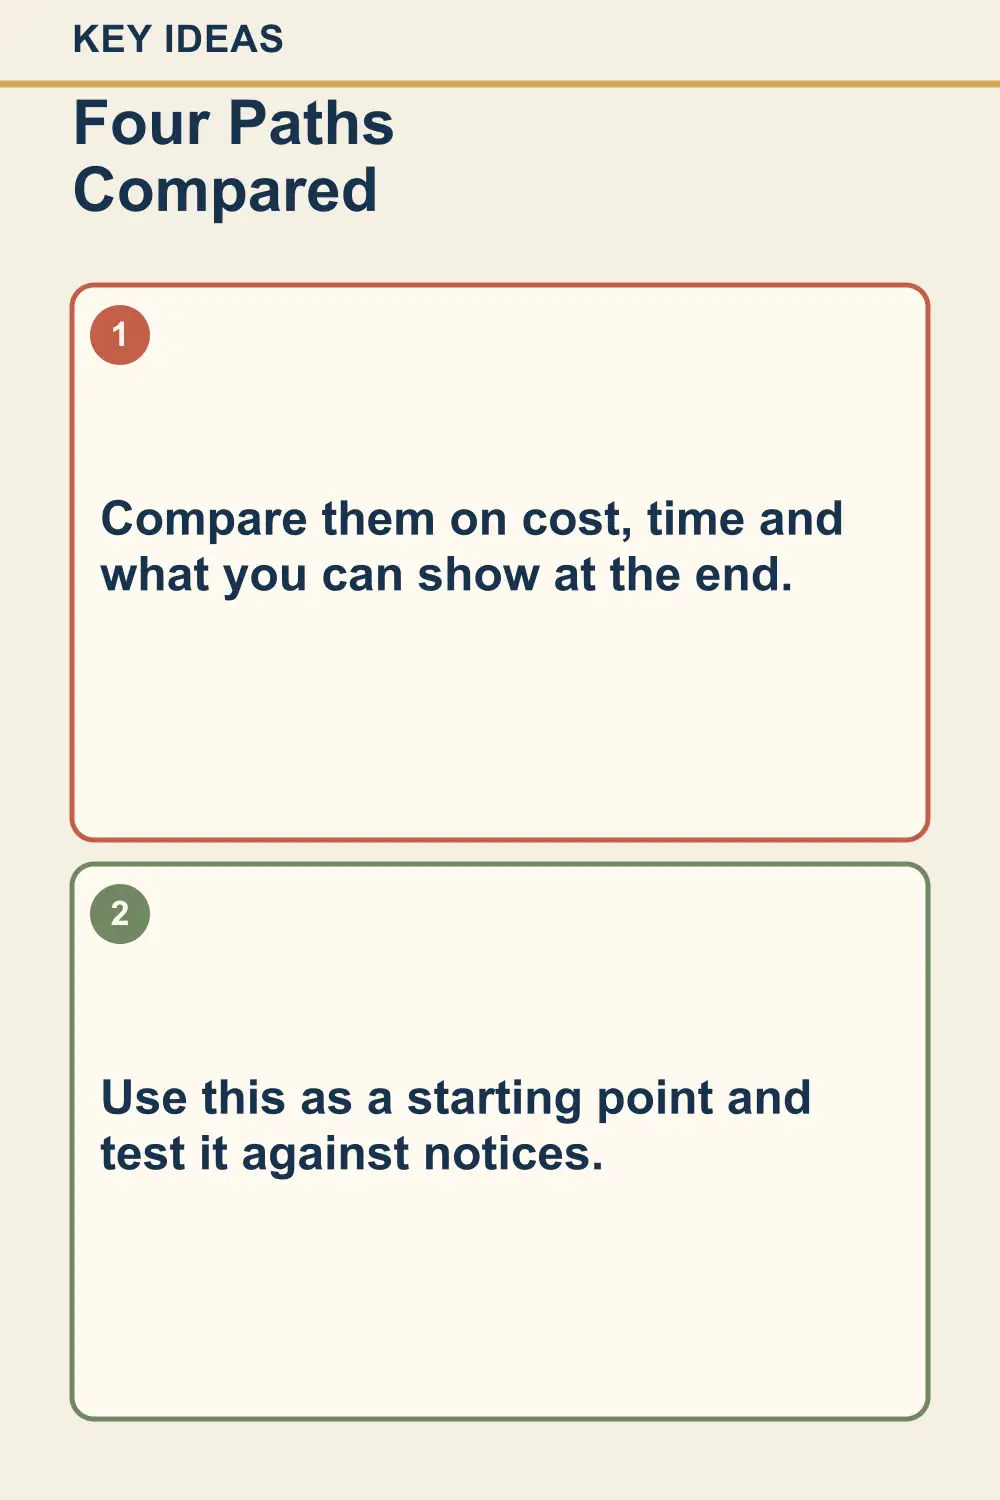 KEY IDEAS
Four Paths
Compared
1
Compare them on cost, time and
what you can show at the end.
2
Use this as a starting point and
test it against notices.